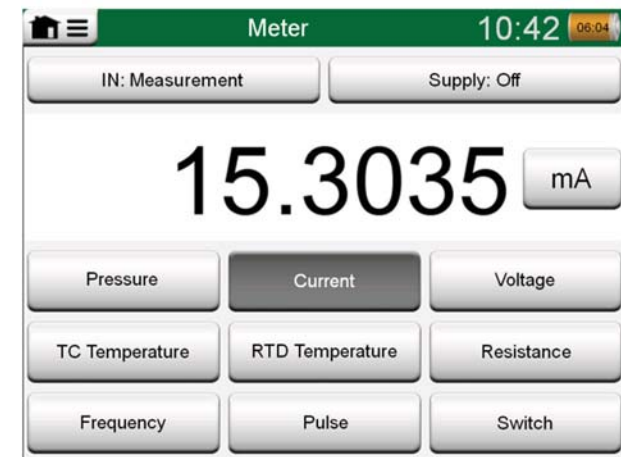 Meter 10:42 06:04
IN: Measurement Supply: Off
15.3035 mA
Pressure Current Voltage
TC Temperature RTD Temperature Resistance
Frequency Pulse Switch